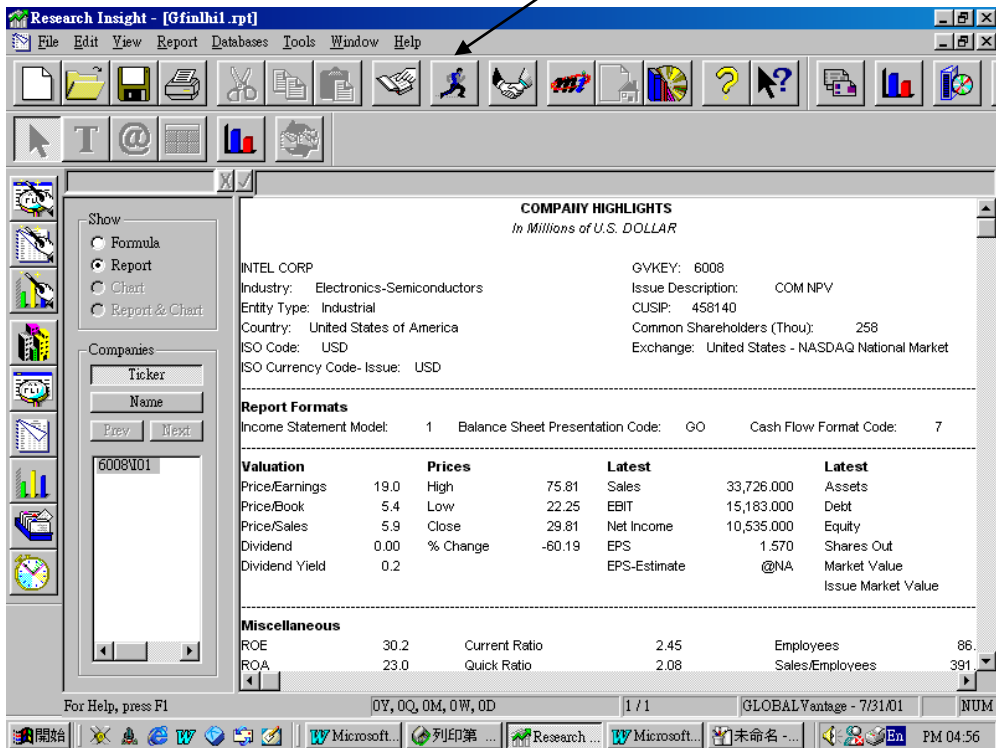 Research Insight - [Gfinlhi1.rpt]
File Edit View Report Databases Tools Window Help
mi ? ?
T @
X
Show
Formula
Report
Chart
Report & Chart
Companies
Ticker
Name
Prev Next
6008\I01
COMPANY HIGHLIGHTS
In Millions of U.S. DOLLAR
INTEL CORP GVKEY: 6008
Industry: Electronics-Semiconductors Issue Description: COM NPV
Entity Type: Industrial CUSIP: 458140
Country: United States of America Common Shareholders (Thou): 258
ISO Code: USD Exchange: United States - NASDAQ National Market
ISO Currency Code- Issue: USD
Report Formats
Income Statement Model: 1 Balance Sheet Presentation Code: GO Cash Flow Format Code: 7
Valuation Prices Latest Latest
Price/Earnings 19.0 High 75.81 Sales 33,726.000 Assets
Price/Book 5.4 Low 22.25 EBIT 15,183.000 Debt
Price/Sales 5.9 Close 29.81 Net Income 10,535.000 Equity
Dividend 0.00 % Change -60.19 EPS 1.570 Shares Out
Dividend Yield 0.2 EPS-Estimate @NA Market Value
Issue Market Value
Miscellaneous
ROE 30.2 Current Ratio 2.45 Employees 86.
ROA 23.0 Quick Ratio 2.08 Sales/Employees 391.
For Help, press F1 0Y, 0Q, 0M, 0W, 0D 1 / 1 GLOBAL Vantage - 7/31/01 NUM
開始 Microsoft... 列印第 ... Research ... Microsoft... 未命名 -... En PM 04:56